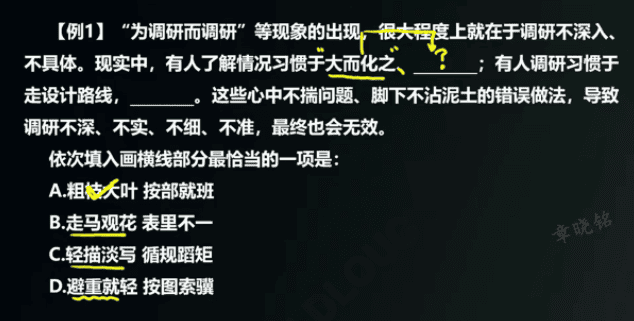 【例1】“为调研而调研”等现象的出现，很大程度上就在于调研不深入、
不具体。现实中，有人了解情况习惯于“大而化之”、______；有人调研习惯于
走设计路线，______。这些心中不揣问题、脚下不沾泥土的错误做法，导致
调研不深、不实、不细、不准，最终也会无效。
依次填入画横线部分最恰当的一项是：
A.粗枝大叶 按部就班
B.走马观花 表里不一
C.轻描淡写 循规蹈矩
D.避重就轻 按图索骥
？
章晓铭